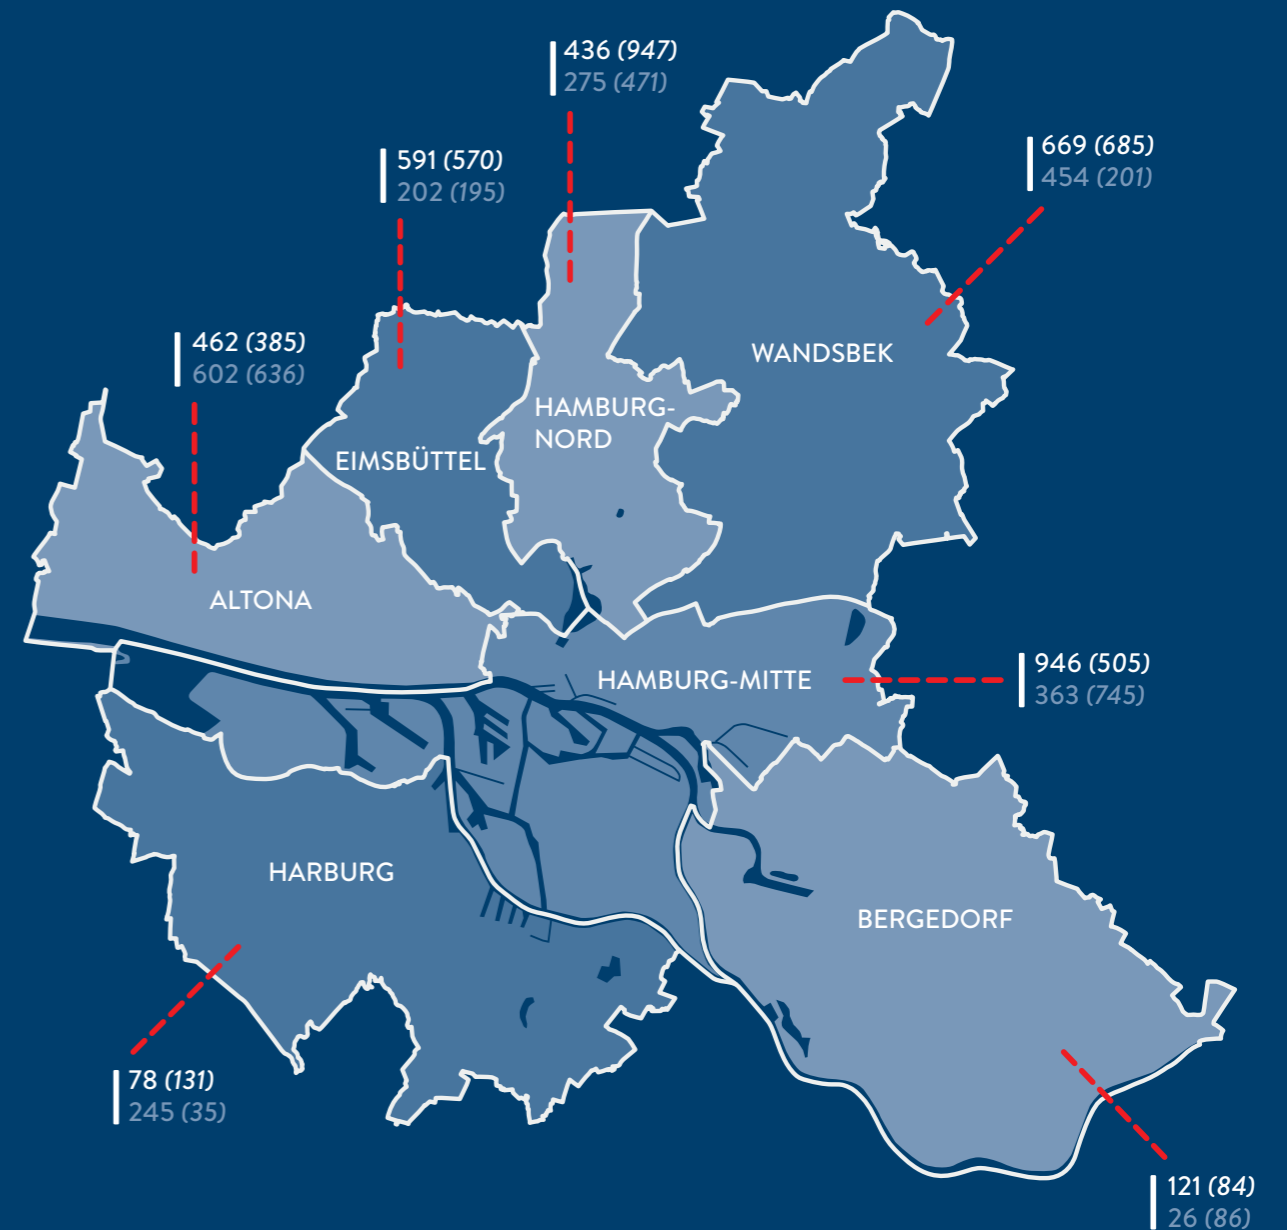 436 (947)
275 (471)
669 (685)
454 (201)
591 (570)
202 (195)
462 (385)
602 (636)
WANDSBEK
HAMBURG-
NORD
EIMSBÜTTEL
ALTONA
HAMBURG-MITTE
946 (505)
363 (745)
HARBURG
BERGEDORF
78 (131)
245 (35)
121 (84)
26 (86)